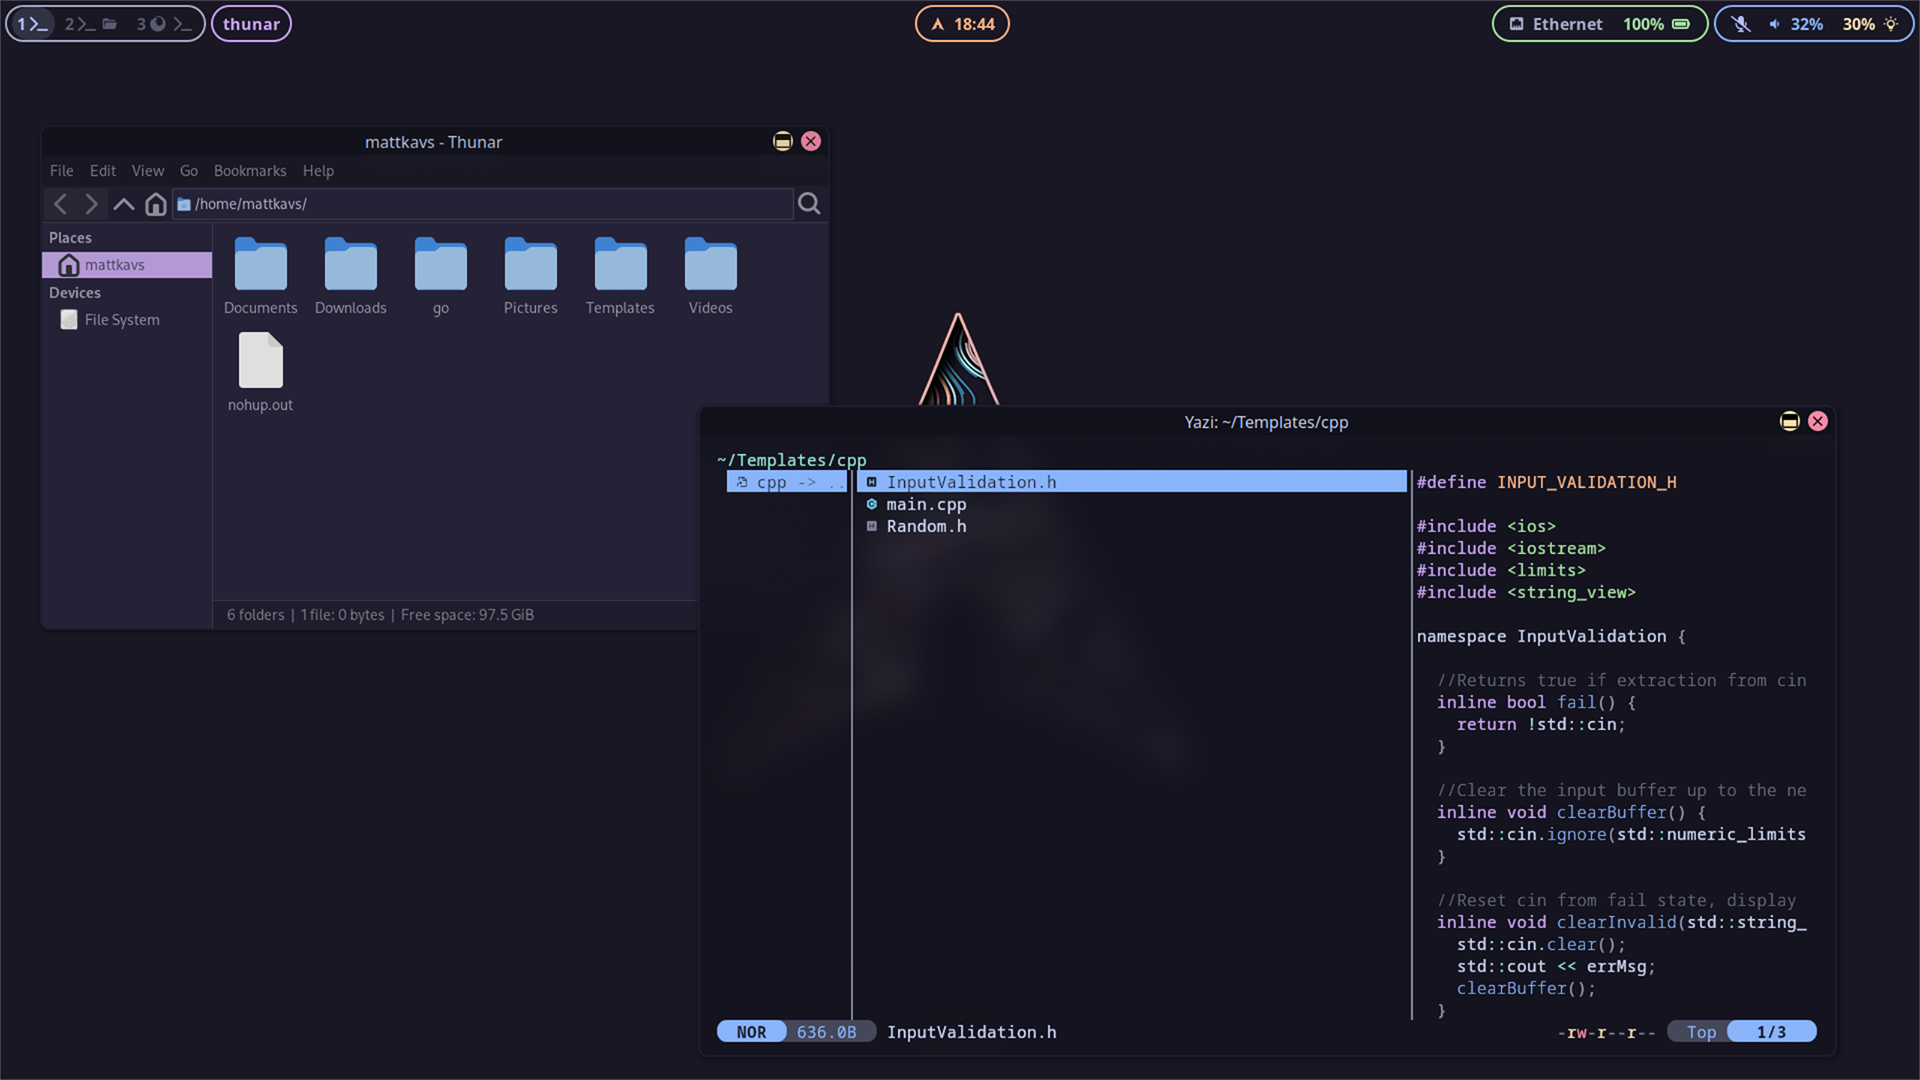 1 2 3 thunar 18:44 Ethernet 100% 32% 30%
mattkavs - Thunar
File Edit View Go Bookmarks Help
/home/mattkavs/
Places
mattkavs
Devices
File System
Documents Downloads go Pictures Templates Videos
nohup.out
6 folders | 1 file: 0 bytes | Free space: 97.5 GiB
Yazi: ~/Templates/cpp
~/Templates/cpp
cpp -> ..
InputValidation.h
main.cpp
Random.h
#define INPUT_VALIDATION_H
#include <ios>
#include <iostream>
#include <limits>
#include <string_view>
namespace InputValidation {
//Returns true if extraction from cin
inline bool fail() {
return !std::cin;
}
//Clear the input buffer up to the ne
inline void clearBuffer() {
std::cin.ignore(std::numeric_limits
}
//Reset cin from fail state, display
inline void clearInvalid(std::string_
std::cin.clear();
std::cout << errMsg;
clearBuffer();
}
NOR 636.0B InputValidation.h -rw-r--r-- Top 1/3